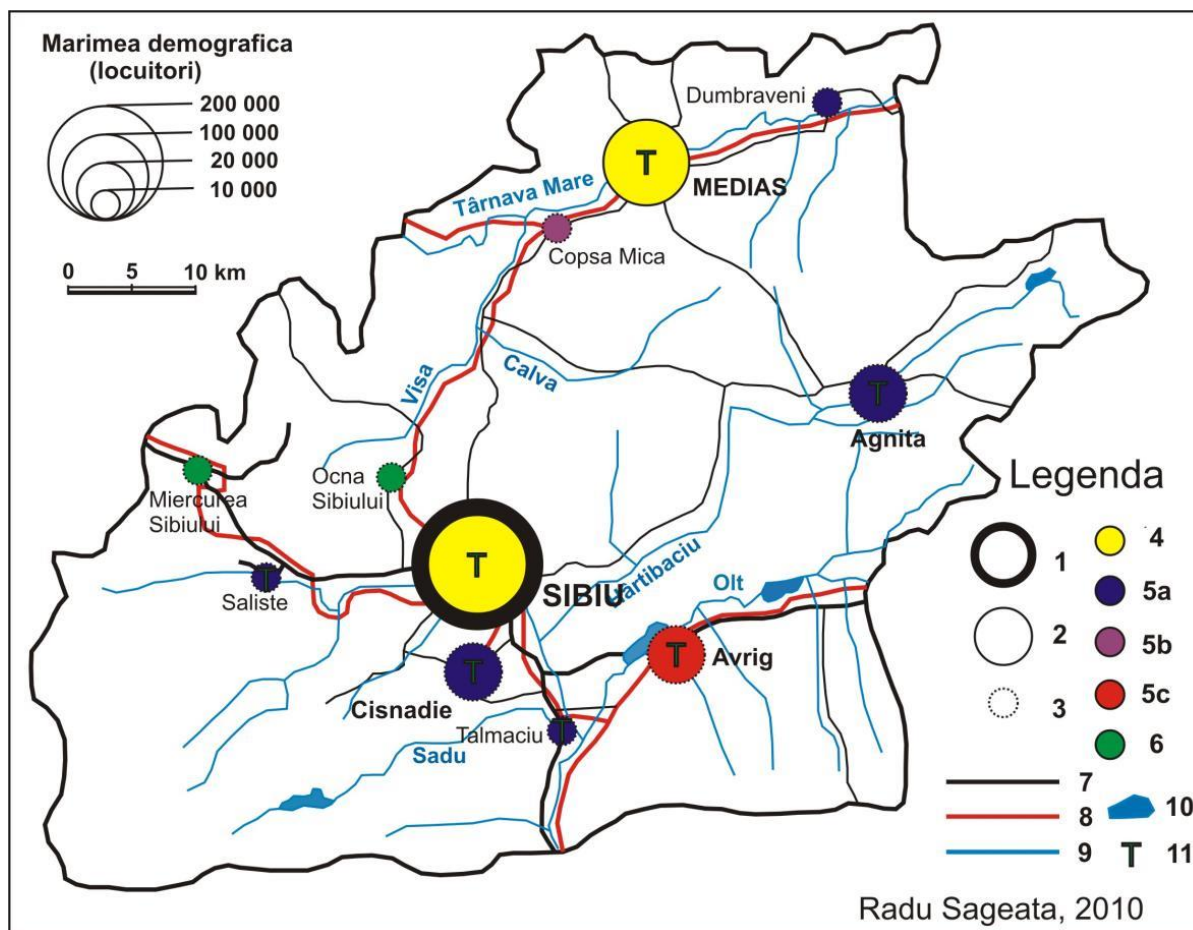 Marimea demografica
(locuitori)
200 000
100 000
20 000
10 000
0 5 10 km
Dumbraveni
T
MEDIAS
Târnava Mare
Copsa Mica
Visa
Calva
T
Agnita
Ocna
Sibiului
Miercurea
Sibiului
T
Saliste
T
SIBIU
Hartibaciu
Olt
T
Avrig
T
Cisnadie
T
Talmaciu
Sadu
Legenda
1
2
3
4
5a
5b
5c
6
7
8
9
10
T 11
Radu Sageata, 2010